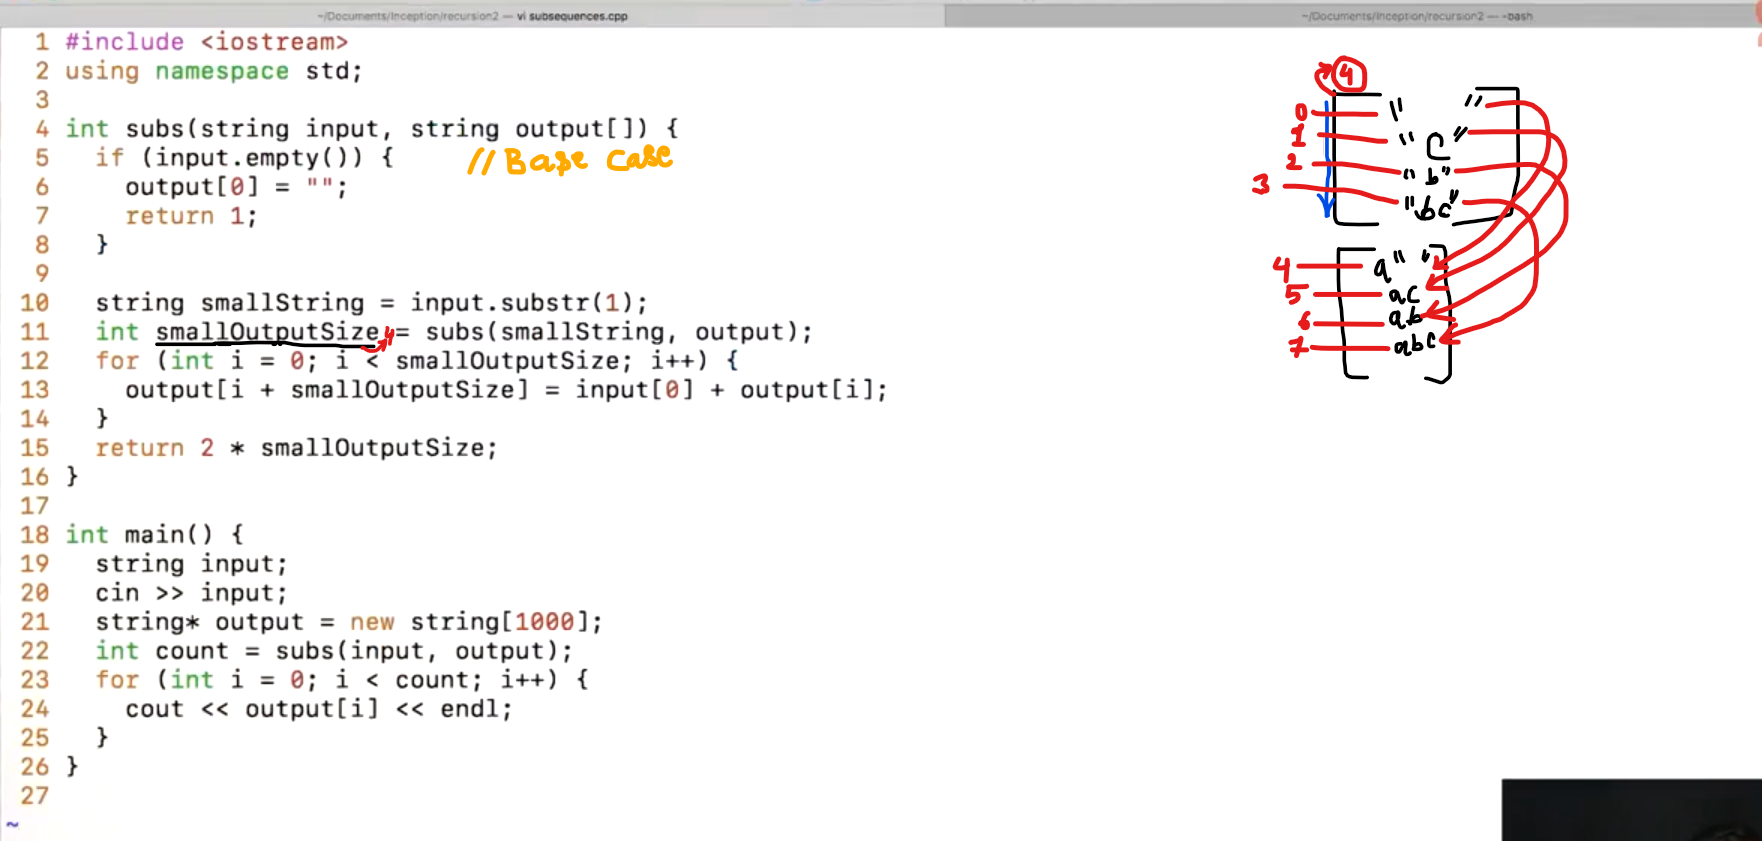 ~/Documents/Inception/recursion2 — vi subsequences.cpp
~/Documents/Inception/recursion2 — -bash
1 #include <iostream>
2 using namespace std;
3
4 int subs(string input, string output[]) {
5 if (input.empty()) { // Base case
6 output[0] = "";
7 return 1;
8 }
9
10 string smallString = input.substr(1);
11 int smallOutputSize 4 = subs(smallString, output);
12 for (int i = 0; i < smallOutputSize; i++) {
13 output[i + smallOutputSize] = input[0] + output[i];
14 }
15 return 2 * smallOutputSize;
16 }
17
18 int main() {
19 string input;
20 cin >> input;
21 string* output = new string[1000];
22 int count = subs(input, output);
23 for (int i = 0; i < count; i++) {
24 cout << output[i] << endl;
25 }
26 }
27
~
4
0 " "
1 "C"
2 "b"
3 "bc"
4 a" "
5 ac
6 ab
7 abc